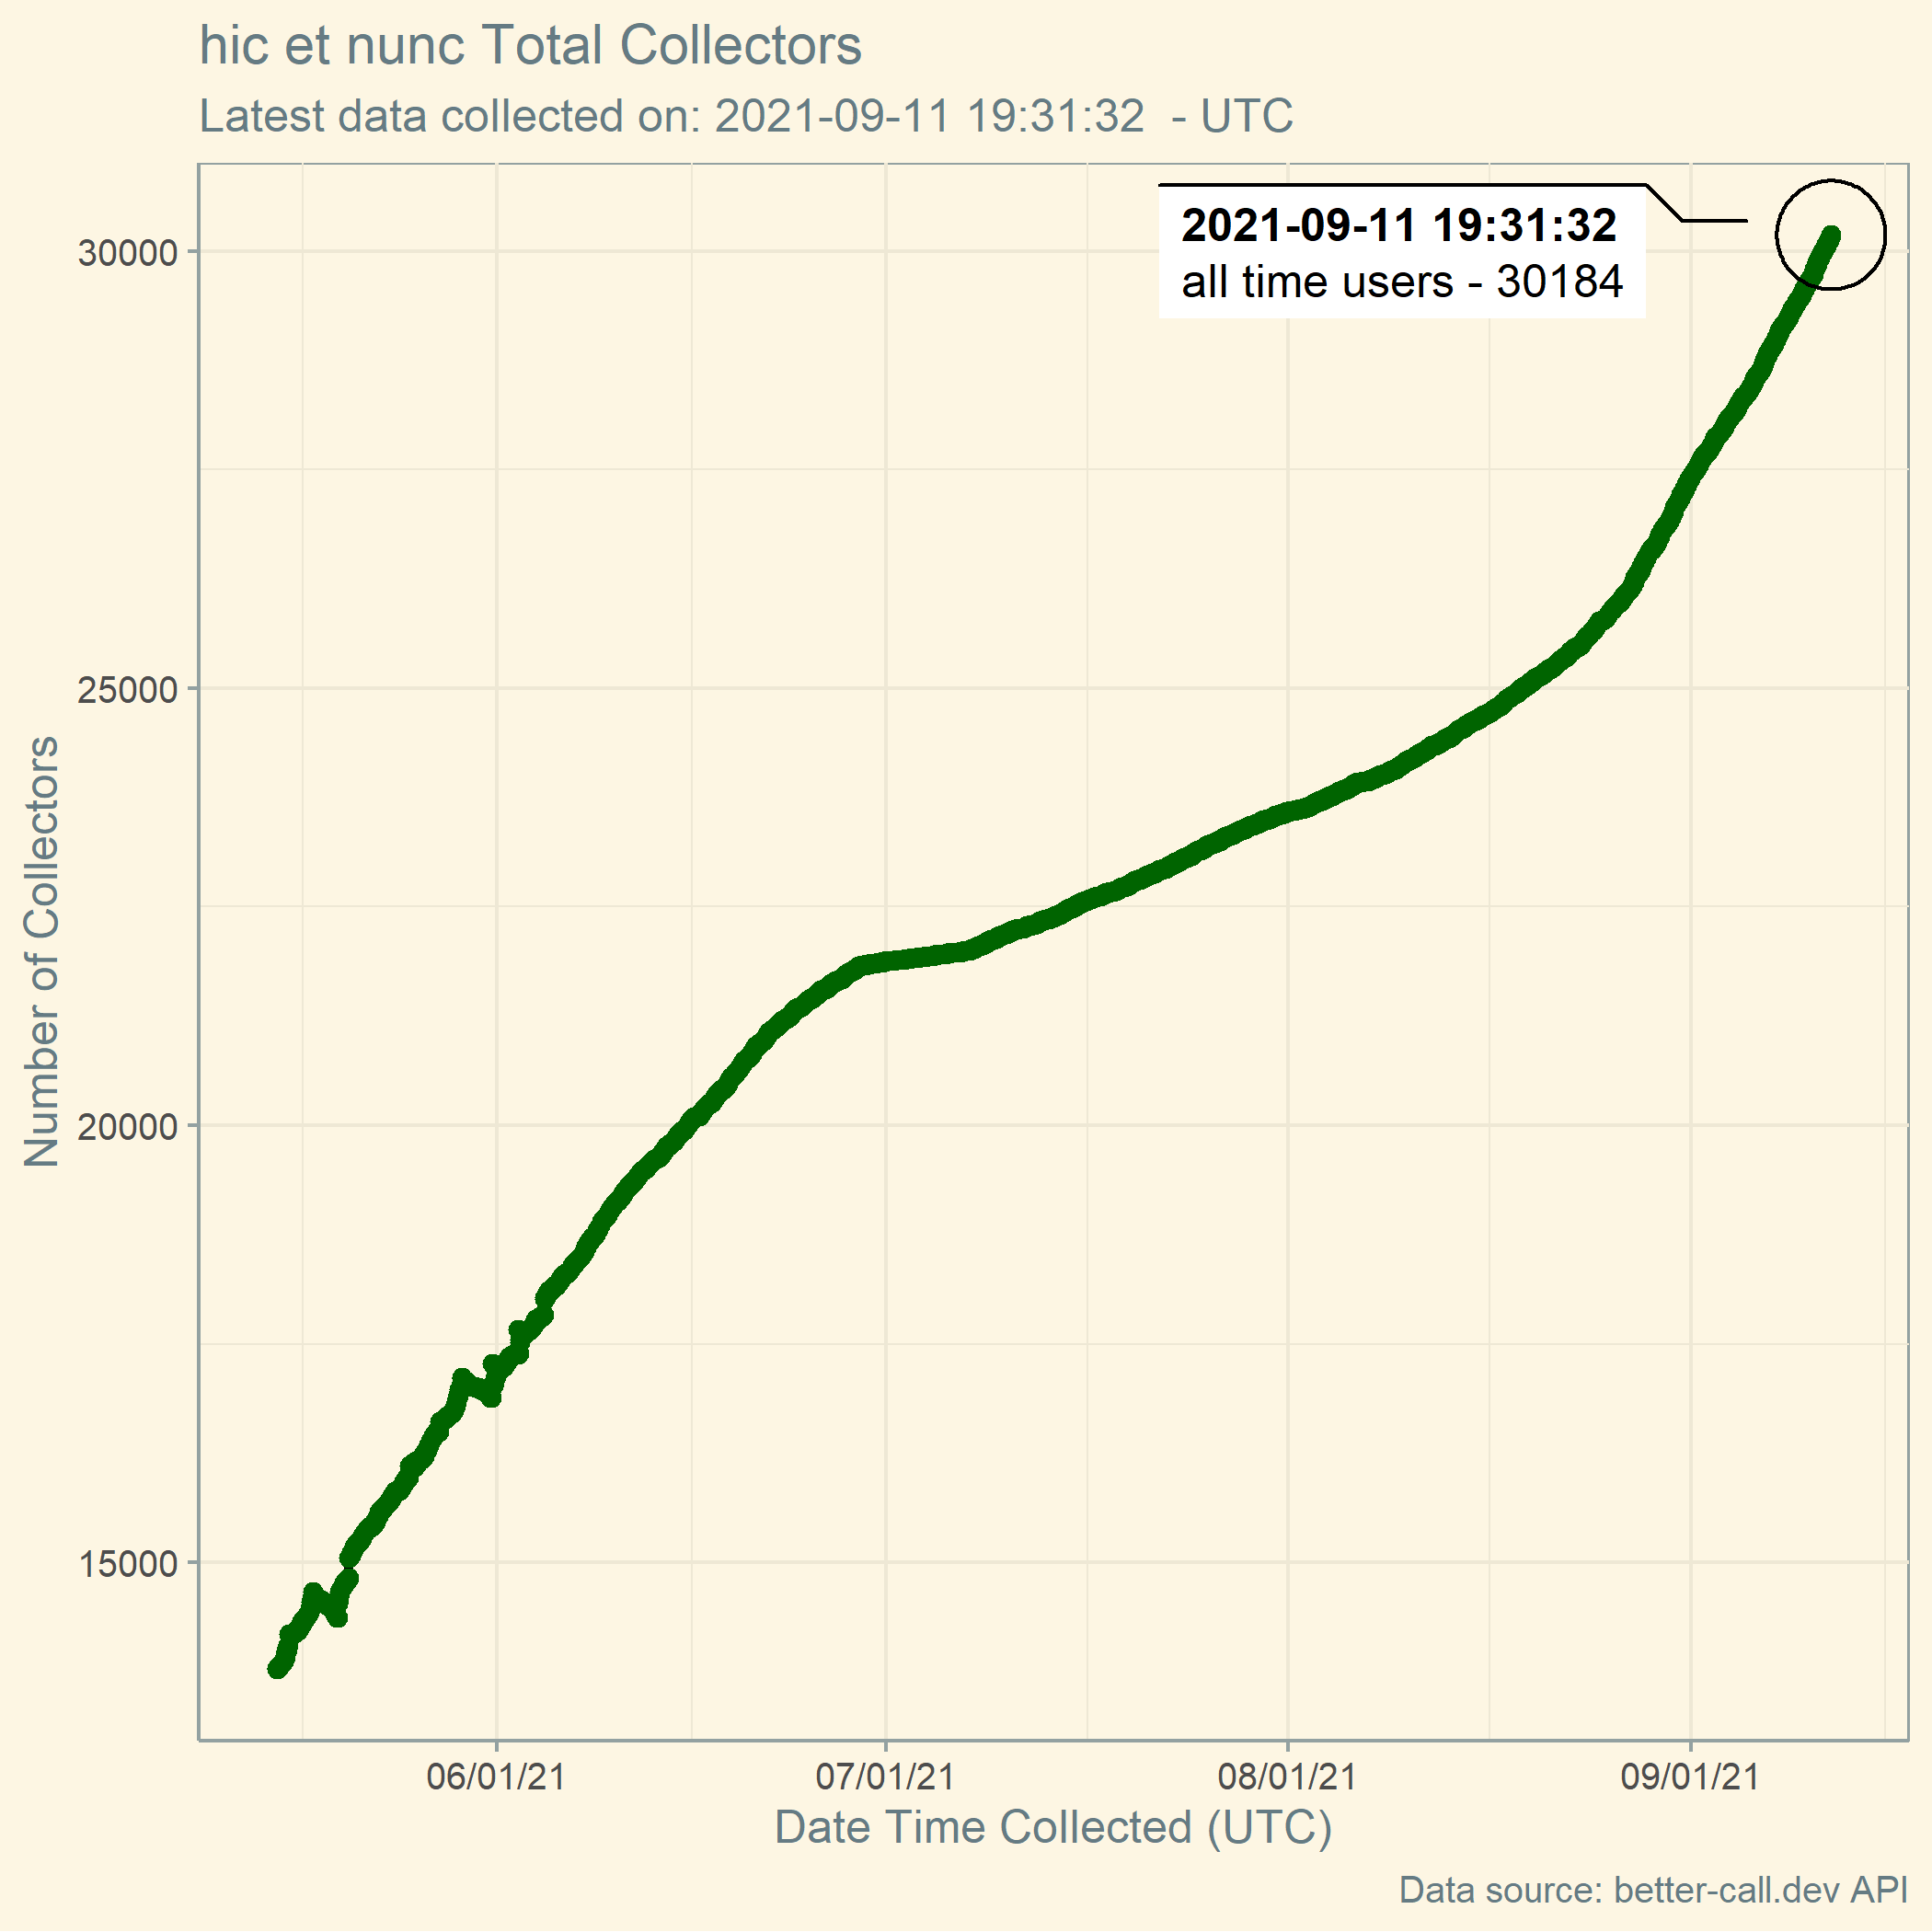 hic et nunc Total Collectors
Latest data collected on: 2021-09-11 19:31:32  - UTC
2021-09-11 19:31:32
all time users - 30184
Number of Collectors
30000
25000
20000
15000
06/01/21
07/01/21
08/01/21
09/01/21
Date Time Collected (UTC)
Data source: better-call.dev API